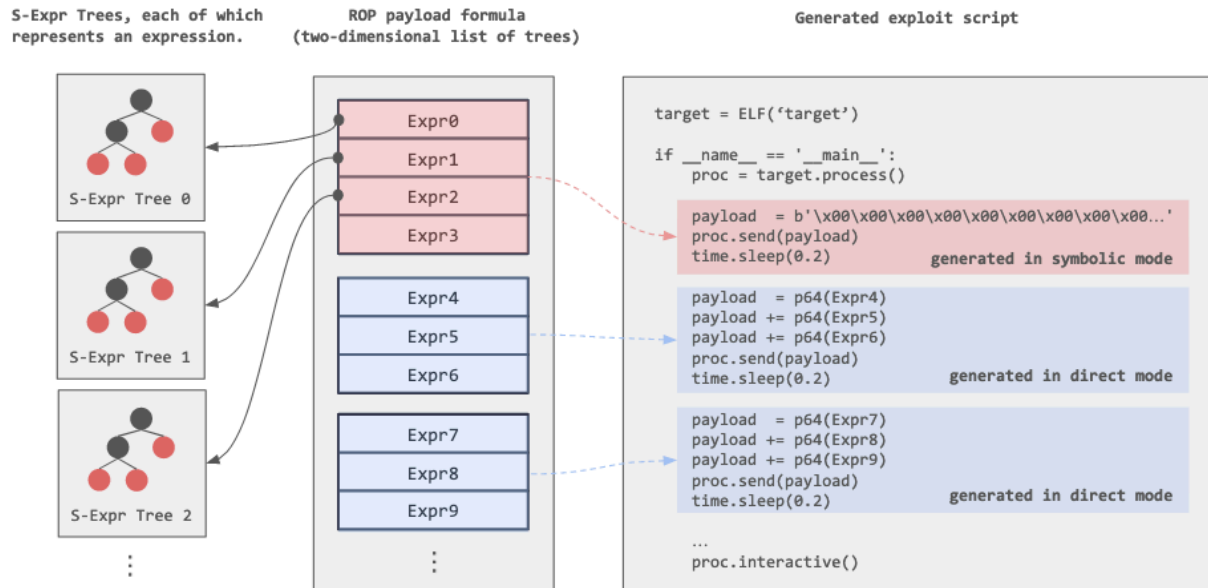 S-Expr Trees, each of which
represents an expression.
S-Expr Tree 0
S-Expr Tree 1
S-Expr Tree 2
⋮
ROP payload formula
(two-dimensional list of trees)
Expr0
Expr1
Expr2
Expr3
Expr4
Expr5
Expr6
Expr7
Expr8
Expr9
⋮
Generated exploit script
target = ELF(‘target’)
if __name__ == '__main__':
proc = target.process()
payload  = b'\x00\x00\x00\x00\x00\x00\x00\x00\x00…'
proc.send(payload)
time.sleep(0.2)
generated in symbolic mode
payload  = p64(Expr4)
payload += p64(Expr5)
payload += p64(Expr6)
proc.send(payload)
time.sleep(0.2)
generated in direct mode
payload  = p64(Expr7)
payload += p64(Expr8)
payload += p64(Expr9)
proc.send(payload)
time.sleep(0.2)
generated in direct mode
…
proc.interactive()